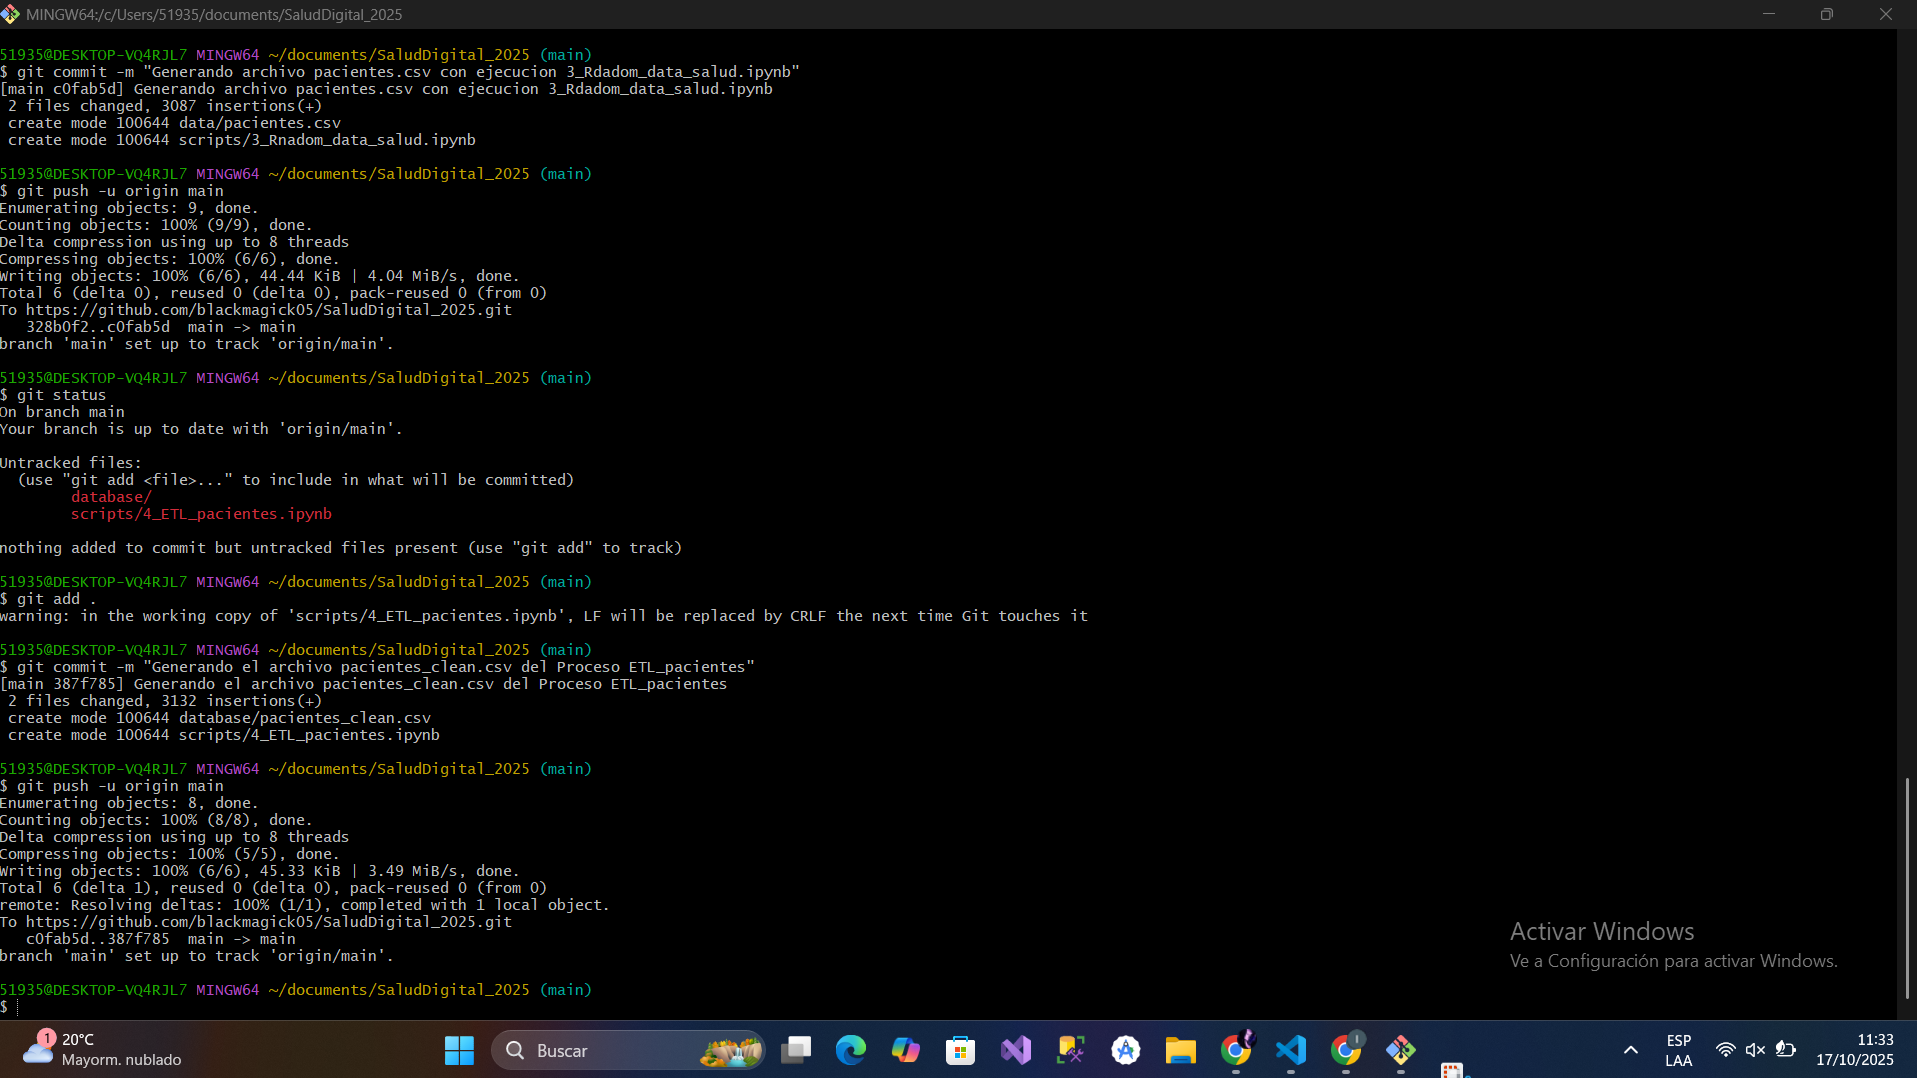 MINGW64:/c/Users/51935/documents/SaludDigital_2025
51935@DESKTOP-VQ4RJL7 MINGW64 ~/documents/SaludDigital_2025 (main)
$ git commit -m "Generando archivo pacientes.csv con ejecucion 3_Rdadom_data_salud.ipynb"
[main c0fab5d] Generando archivo pacientes.csv con ejecucion 3_Rdadom_data_salud.ipynb
2 files changed, 3087 insertions(+)
create mode 100644 data/pacientes.csv
create mode 100644 scripts/3_Rnadom_data_salud.ipynb
51935@DESKTOP-VQ4RJL7 MINGW64 ~/documents/SaludDigital_2025 (main)
$ git push -u origin main
Enumerating objects: 9, done.
Counting objects: 100% (9/9), done.
Delta compression using up to 8 threads
Compressing objects: 100% (6/6), done.
Writing objects: 100% (6/6), 44.44 KiB | 4.04 MiB/s, done.
Total 6 (delta 0), reused 0 (delta 0), pack-reused 0 (from 0)
To https://github.com/blackmagick05/SaludDigital_2025.git
328b0f2..c0fab5d  main -> main
branch 'main' set up to track 'origin/main'.
51935@DESKTOP-VQ4RJL7 MINGW64 ~/documents/SaludDigital_2025 (main)
$ git status
On branch main
Your branch is up to date with 'origin/main'.
Untracked files:
(use "git add <file>..." to include in what will be committed)
database/
scripts/4_ETL_pacientes.ipynb
nothing added to commit but untracked files present (use "git add" to track)
51935@DESKTOP-VQ4RJL7 MINGW64 ~/documents/SaludDigital_2025 (main)
$ git add .
warning: in the working copy of 'scripts/4_ETL_pacientes.ipynb', LF will be replaced by CRLF the next time Git touches it
51935@DESKTOP-VQ4RJL7 MINGW64 ~/documents/SaludDigital_2025 (main)
$ git commit -m "Generando el archivo pacientes_clean.csv del Proceso ETL_pacientes"
[main 387f785] Generando el archivo pacientes_clean.csv del Proceso ETL_pacientes
2 files changed, 3132 insertions(+)
create mode 100644 database/pacientes_clean.csv
create mode 100644 scripts/4_ETL_pacientes.ipynb
51935@DESKTOP-VQ4RJL7 MINGW64 ~/documents/SaludDigital_2025 (main)
$ git push -u origin main
Enumerating objects: 8, done.
Counting objects: 100% (8/8), done.
Delta compression using up to 8 threads
Compressing objects: 100% (5/5), done.
Writing objects: 100% (6/6), 45.33 KiB | 3.49 MiB/s, done.
Total 6 (delta 1), reused 0 (delta 0), pack-reused 0 (from 0)
remote: Resolving deltas: 100% (1/1), completed with 1 local object.
To https://github.com/blackmagick05/SaludDigital_2025.git
c0fab5d..387f785  main -> main
branch 'main' set up to track 'origin/main'.
51935@DESKTOP-VQ4RJL7 MINGW64 ~/documents/SaludDigital_2025 (main)
$
Activar Windows
Ve a Configuración para activar Windows.
1
20°C
Mayorm. nublado
Buscar
ESP
LAA
11:33
17/10/2025